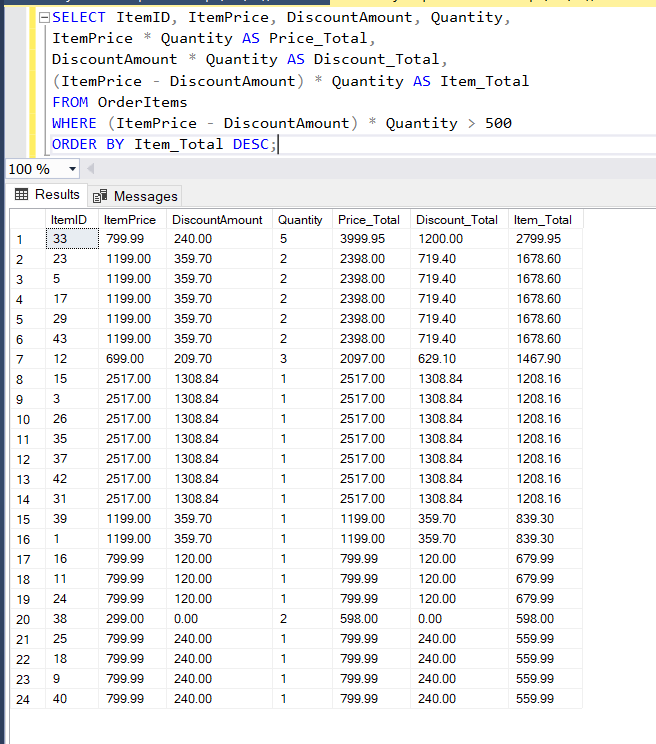 SELECT ItemID, ItemPrice, DiscountAmount, Quantity,
ItemPrice * Quantity AS Price_Total,
DiscountAmount * Quantity AS Discount_Total,
(ItemPrice - DiscountAmount) * Quantity AS Item_Total
FROM OrderItems
WHERE (ItemPrice - DiscountAmount) * Quantity > 500
ORDER BY Item_Total DESC;
100 %
Results Messages
ItemID ItemPrice DiscountAmount Quantity Price_Total Discount_Total Item_Total
1 33 799.99 240.00 5 3999.95 1200.00 2799.95
2 23 1199.00 359.70 2 2398.00 719.40 1678.60
3 5 1199.00 359.70 2 2398.00 719.40 1678.60
4 17 1199.00 359.70 2 2398.00 719.40 1678.60
5 29 1199.00 359.70 2 2398.00 719.40 1678.60
6 43 1199.00 359.70 2 2398.00 719.40 1678.60
7 12 699.00 209.70 3 2097.00 629.10 1467.90
8 15 2517.00 1308.84 1 2517.00 1308.84 1208.16
9 3 2517.00 1308.84 1 2517.00 1308.84 1208.16
10 26 2517.00 1308.84 1 2517.00 1308.84 1208.16
11 35 2517.00 1308.84 1 2517.00 1308.84 1208.16
12 37 2517.00 1308.84 1 2517.00 1308.84 1208.16
13 42 2517.00 1308.84 1 2517.00 1308.84 1208.16
14 31 2517.00 1308.84 1 2517.00 1308.84 1208.16
15 39 1199.00 359.70 1 1199.00 359.70 839.30
16 1 1199.00 359.70 1 1199.00 359.70 839.30
17 16 799.99 120.00 1 799.99 120.00 679.99
18 11 799.99 120.00 1 799.99 120.00 679.99
19 24 799.99 120.00 1 799.99 120.00 679.99
20 38 299.00 0.00 2 598.00 0.00 598.00
21 25 799.99 240.00 1 799.99 240.00 559.99
22 18 799.99 240.00 1 799.99 240.00 559.99
23 9 799.99 240.00 1 799.99 240.00 559.99
24 40 799.99 240.00 1 799.99 240.00 559.99